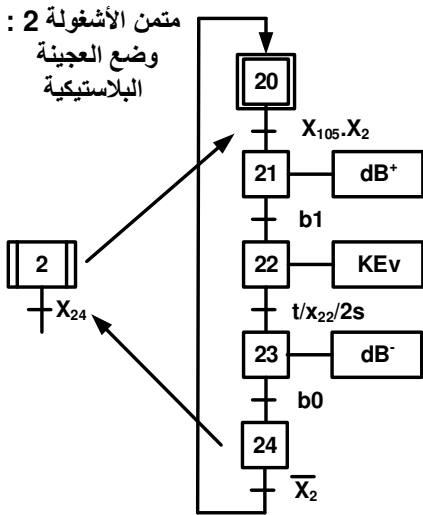 متمن الأشغولة 2 :
وضع العجينة
البلاستيكية
20
X₁₀₅.X₂
21 dB⁺
b1
2
22 KEv
X₂₄
t/x₂₂/2s
23 dB⁻
b0
24
X̅₂